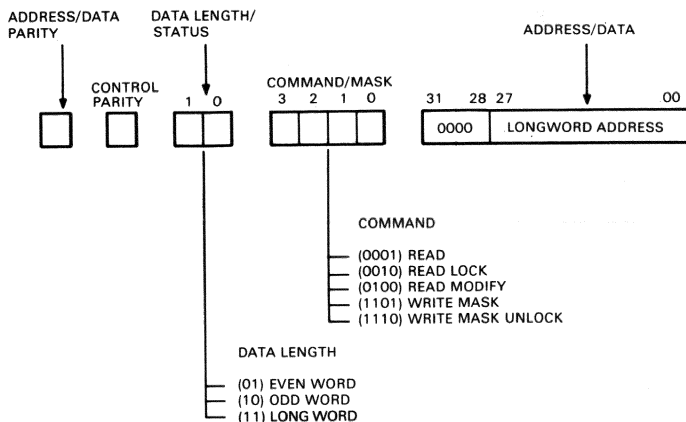 ADDRESS/DATA
PARITY
DATA LENGTH/
STATUS
ADDRESS/DATA
CONTROL
PARITY
COMMAND/MASK
1 0
3 2 1 0
31 28 27 00
0000 LONGWORD ADDRESS
COMMAND
(0001) READ
(0010) READ LOCK
(0100) READ MODIFY
(1101) WRITE MASK
(1110) WRITE MASK UNLOCK
DATA LENGTH
(01) EVEN WORD
(10) ODD WORD
(11) LONG WORD